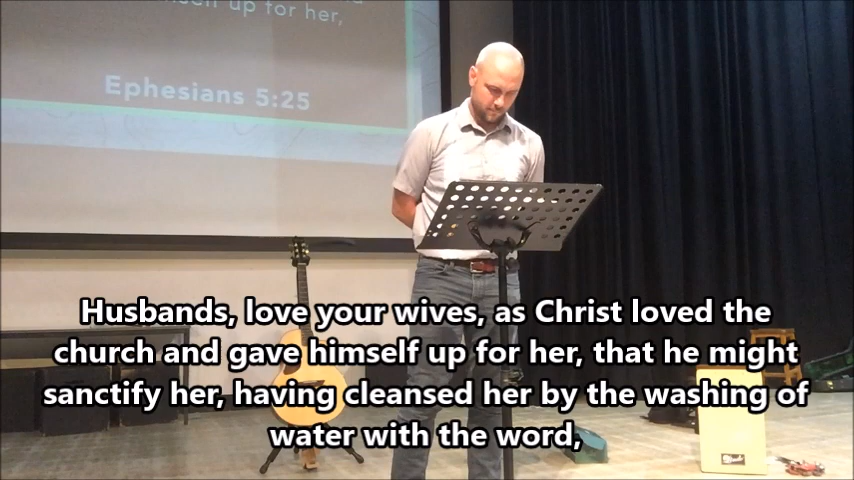 up for her,
Ephesians 5:25
Husbands, love your wives, as Christ loved the
church and gave himself up for her, that he might
sanctify her, having cleansed her by the washing of
water with the word,